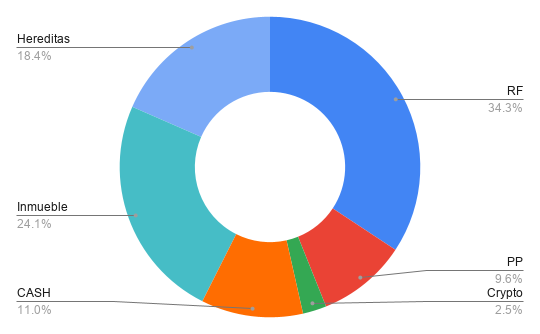 Hereditas
18.4%
RF
34.3%
Inmueble
24.1%
PP
9.6%
CASH
11.0%
Crypto
2.5%